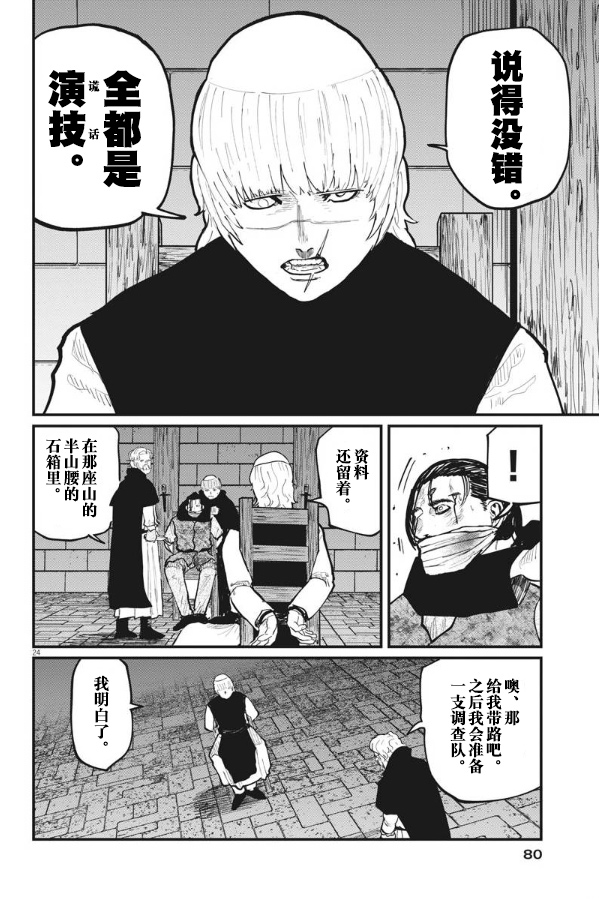 说得没错。
全都是
谎话
演技。
！
资料
还留着。
在那座山的
半山腰的
石箱里。
24
噢、那
给我带路吧。
之后我会准备
一支调查队。
我
明白了。
80